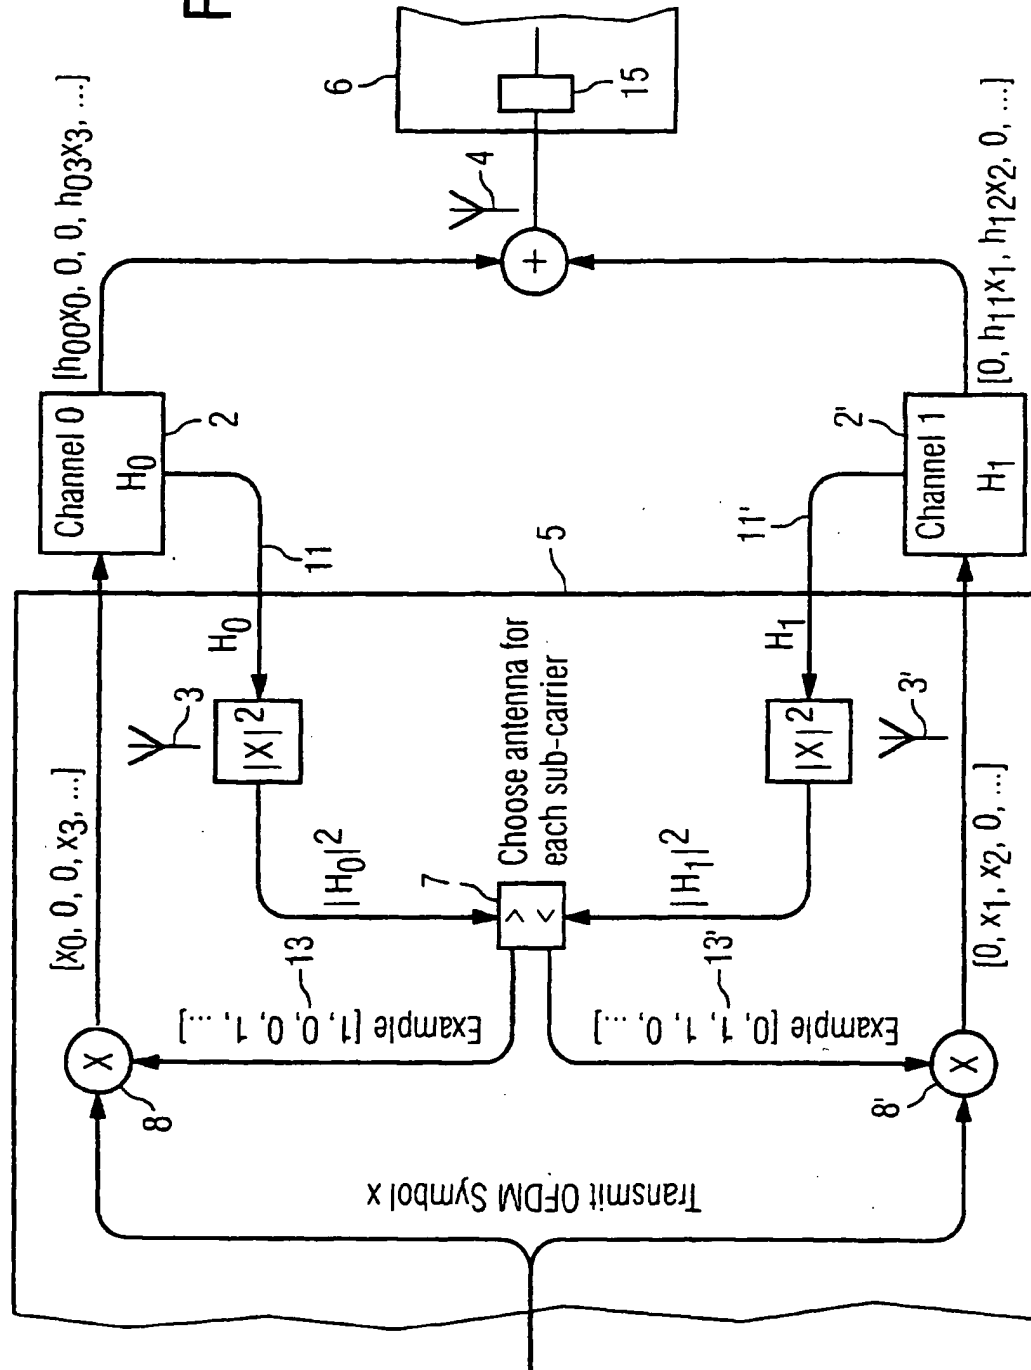 F
[h00x0, 0, 0, h03x3, ...]
Channel 0
H0
2
11
H0
|X|2
3
[x0, 0, 0, x3, ...]
|H0|2
13
Example [1, 0, 0, 1, ...]
X
8
6
15
4
+
5
Choose antenna for
each sub-carrier
7
> <
Transmit OFDM Symbol x
[0, h11x1, h12x2, 0, ...]
Channel 1
H1
2'
11'
H1
|X|2
3'
[0, x1, x2, 0, ...]
|H1|2
13'
Example [0, 1, 1, 0, ...]
X
8'